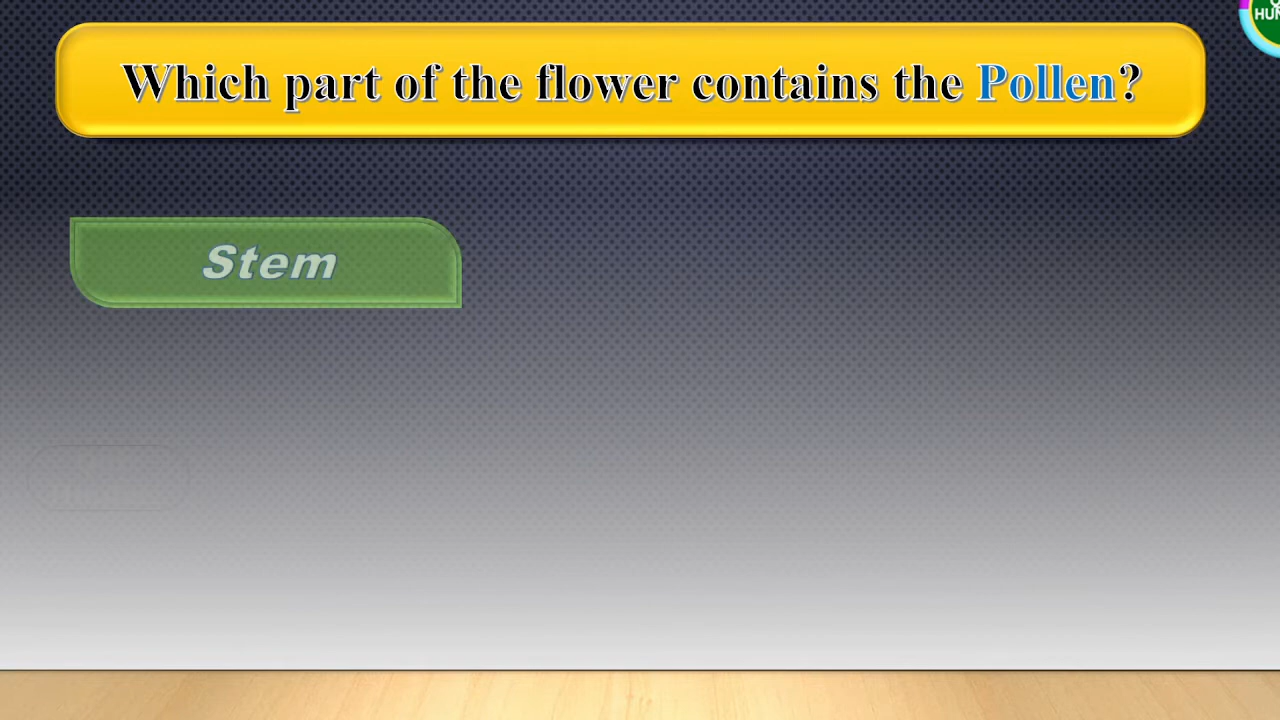 Which part of the flower contains the Pollen?
Stem